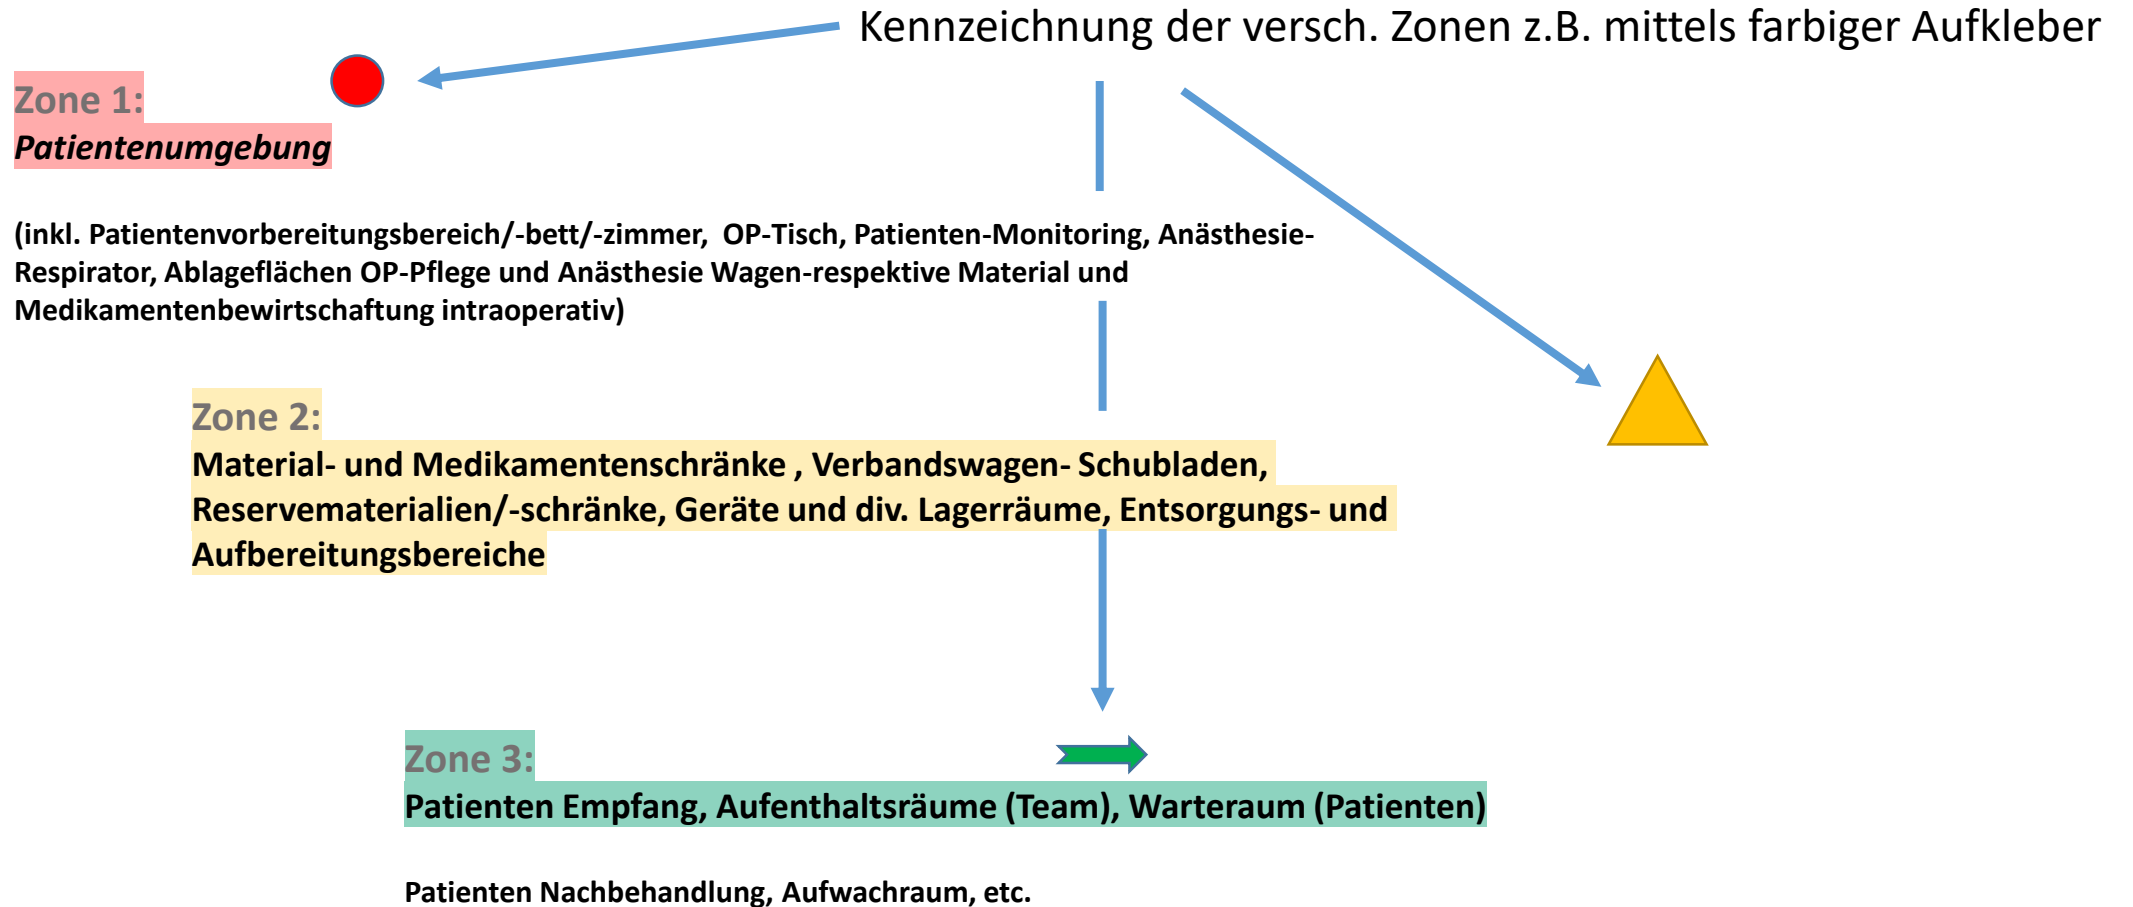 Kennzeichnung der versch. Zonen z.B. mittels farbiger Aufkleber
Zone 1:
Patientenumgebung
(inkl. Patientenvorbereitungsbereich/-bett/-zimmer, OP-Tisch, Patienten-Monitoring, Anästhesie-
Respirator, Ablageflächen OP-Pflege und Anästhesie Wagen-respektive Material und
Medikamentenbewirtschaftung intraoperativ)
Zone 2:
Material- und Medikamentenschränke , Verbandswagen- Schubladen,
Reservematerialien/-schränke, Geräte und div. Lagerräume, Entsorgungs- und
Aufbereitungsbereiche
Zone 3:
Patienten Empfang, Aufenthaltsräume (Team), Warteraum (Patienten)
Patienten Nachbehandlung, Aufwachraum, etc.